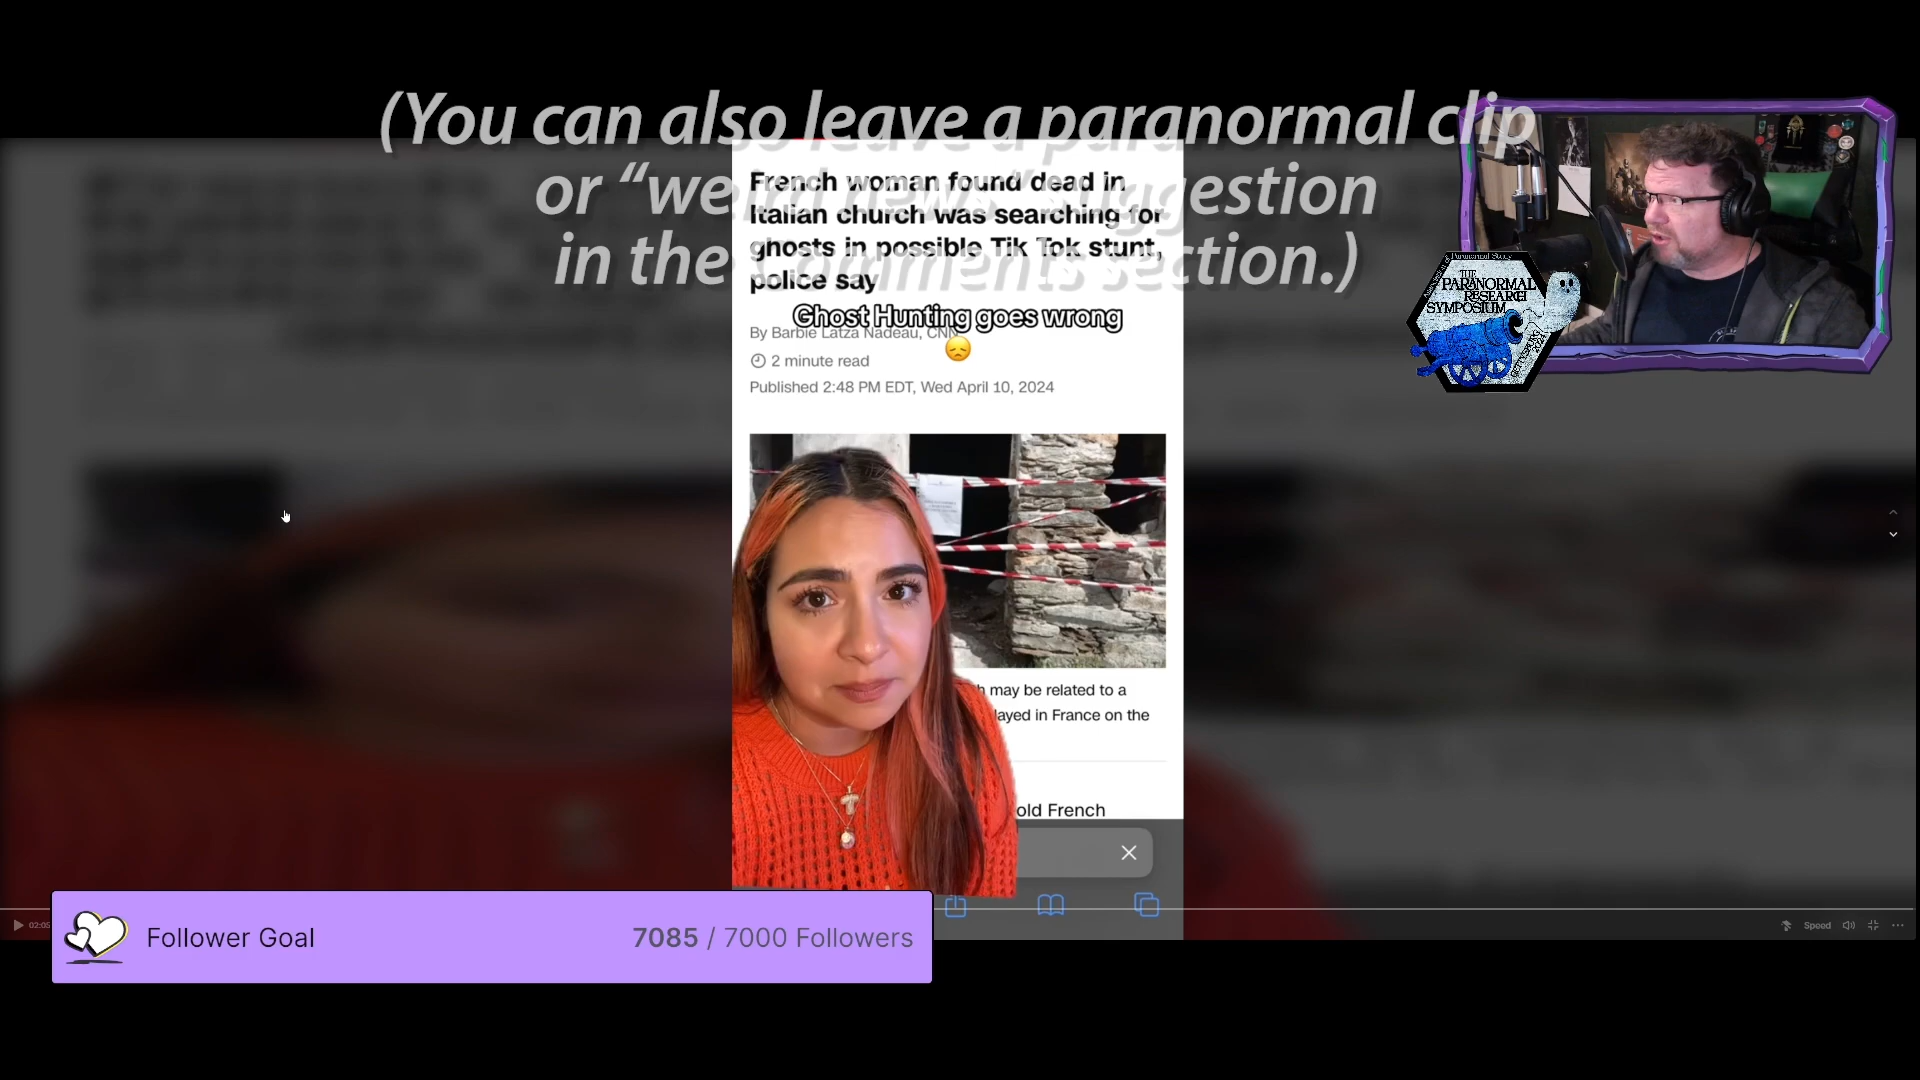 (You can also leave a paranormal clip
or “weird news” suggestion
in the comments section.)
French woman found dead in
Italian church was searching for
ghosts in possible Tik Tok stunt,
police say
Ghost Hunting goes wrong
By Barbie Latza Nadeau, CNN
2 minute read
Published 2:48 PM EDT, Wed April 10, 2024
may be related to a
layed in France on the
old French
THE
PARANORMAL
RESEARCH
SYMPOSIUM
Follower Goal
7085 / 7000 Followers
02:05
Speed